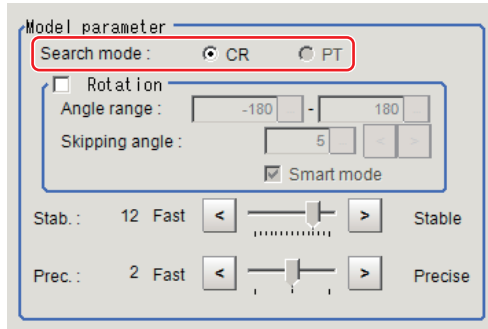 Model parameter
Search mode : CR PT
Rotation
Angle range : -180 ... - 180 ...
Skipping angle : 5 ... < >
Smart mode
Stab. : 12 Fast < > Stable
Prec. : 2 Fast < > Precise